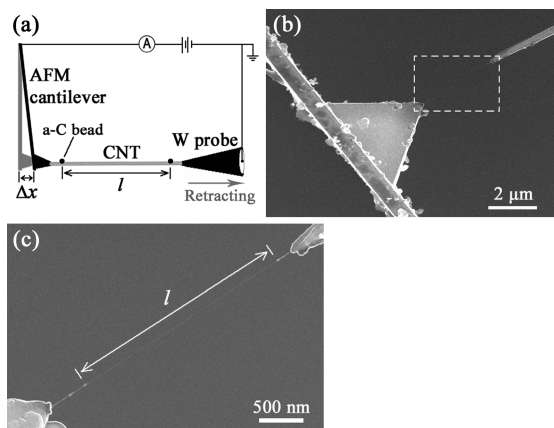 (a)
A
AFM
cantilever
a-C bead
CNT
W probe
Δx
l
Retracting
(b)
2 μm
(c)
l
500 nm